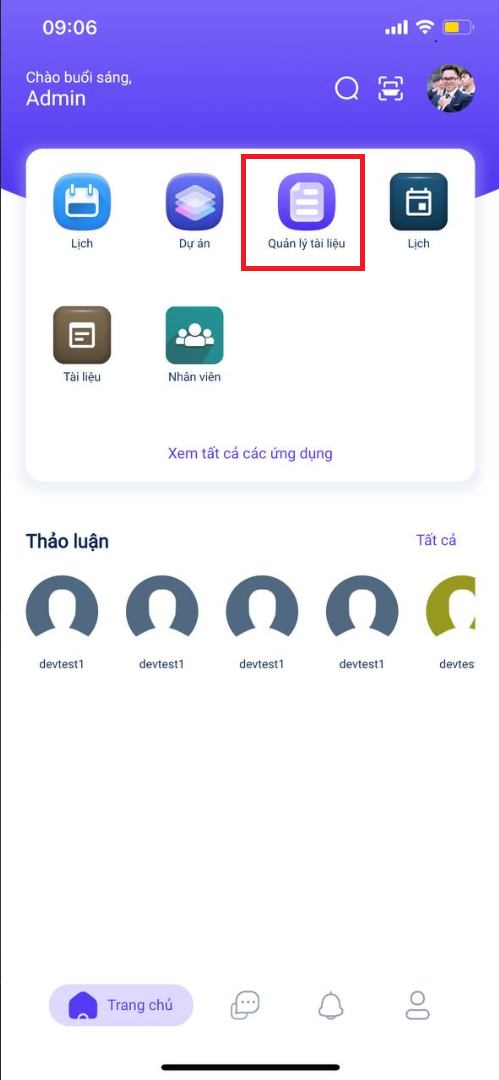 09:06
Chào buổi sáng,
Admin
Lịch
Dự án
Quản lý tài liệu
Lịch
Tài liệu
Nhân viên
Xem tất cả các ứng dụng
Thảo luận
Tất cả
devtest1
devtest1
devtest1
devtest1
devtes
Trang chủ